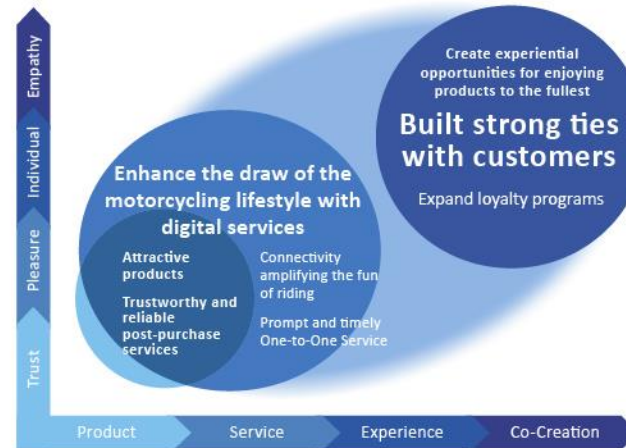 Empathy
Individual
Pleasure
Trust
Create experiential
opportunities for enjoying
products to the fullest
Built strong ties
with customers
Expand loyalty programs
Enhance the draw of the
motorcycling lifestyle with
digital services
Attractive
products
Trustworthy and
reliable
post-purchase
services
Connectivity
amplifying the fun
of riding
Prompt and timely
One-to-One Service
Product
Service
Experience
Co-Creation